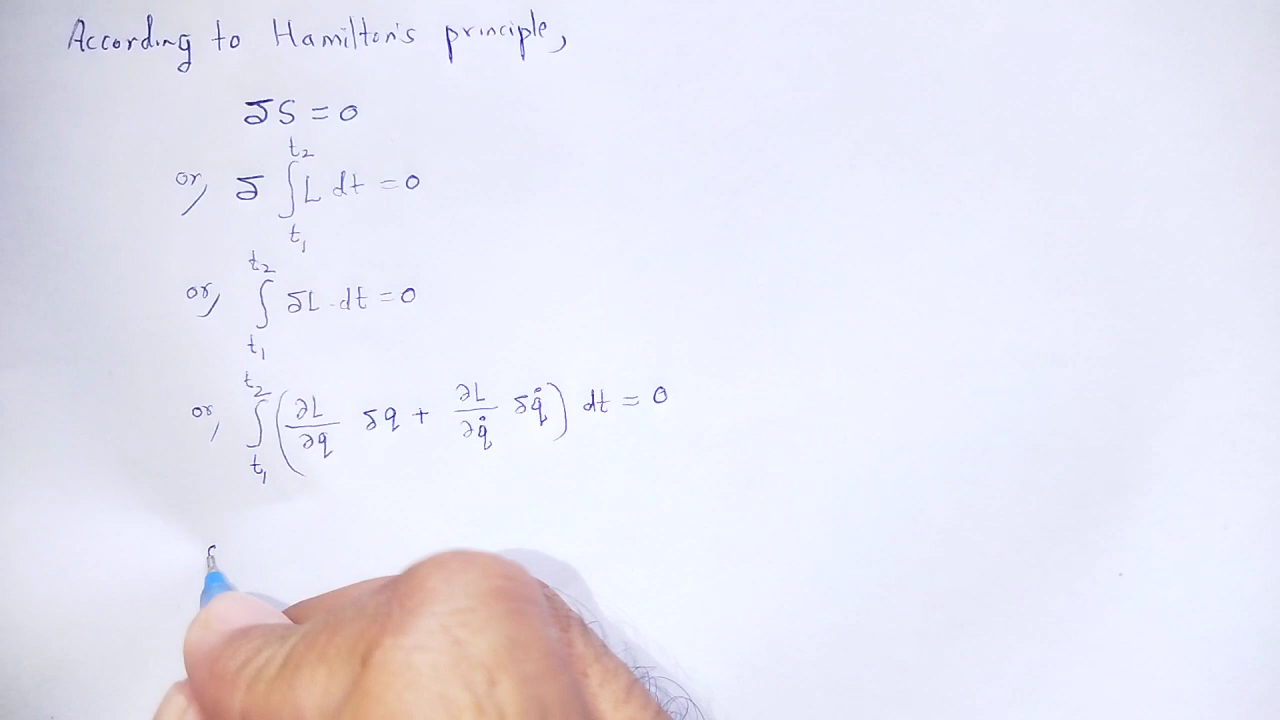 According to Hamilton's principle,
δS = 0
or, δ ∫_{t₁}^{t₂} L dt = 0
or, ∫_{t₁}^{t₂} δL · dt = 0
or, ∫_{t₁}^{t₂} (∂L/∂q δq + ∂L/∂q̇ δq̇) dt = 0